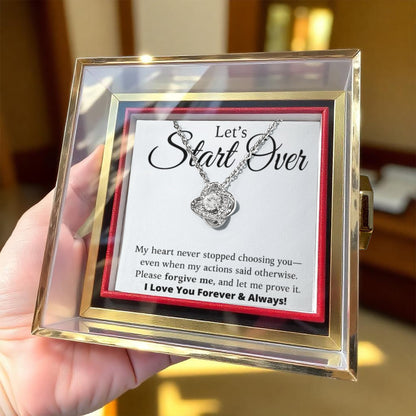 Let's
Start Over
My heart never stopped choosing you—
even when my actions said otherwise.
Please forgive me, and let me prove it.
I Love You Forever & Always!